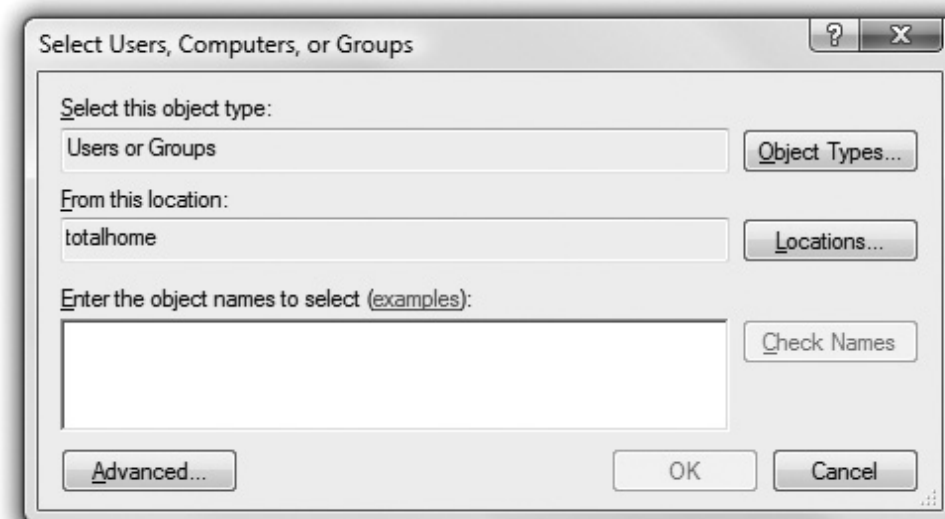 Select Users, Computers, or Groups
Select this object type:
Users or Groups
Object Types...
From this location:
totalhome
Locations...
Enter the object names to select (examples):
Check Names
Advanced...
OK
Cancel